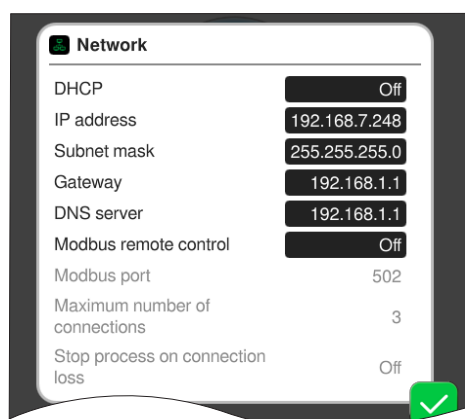 Network
DHCP Off
IP address 192.168.7.248
Subnet mask 255.255.255.0
Gateway 192.168.1.1
DNS server 192.168.1.1
Modbus remote control Off
Modbus port 502
Maximum number of
connections 3
Stop process on connection
loss Off